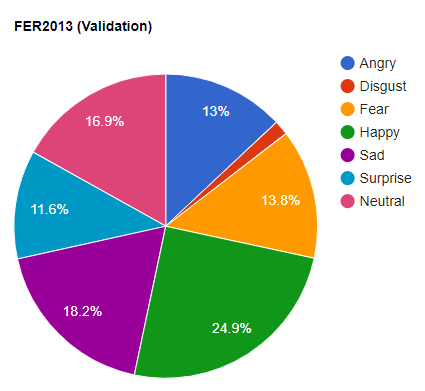 FER2013 (Validation)
Angry
Disgust
Fear
Happy
Sad
Surprise
Neutral
16.9%
13%
13.8%
11.6%
18.2%
24.9%